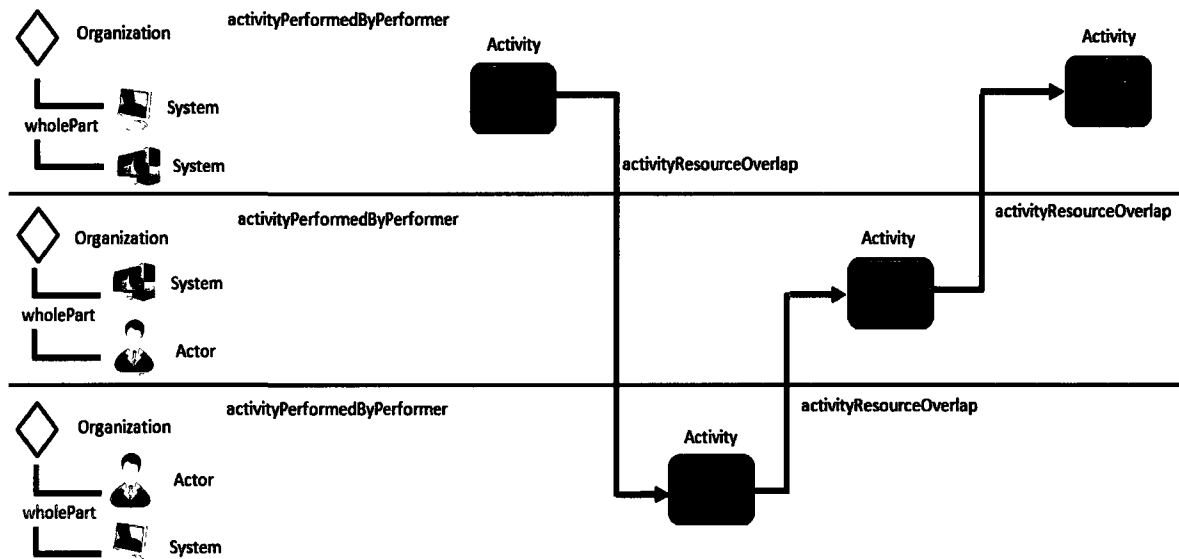 activityPerformedByPerformer
Organization
Activity
Activity
System
wholePart
System
activityResourceOverlap
activityPerformedByPerformer
activityResourceOverlap
Organization
Activity
System
wholePart
Actor
activityPerformedByPerformer
activityResourceOverlap
Organization
Activity
Actor
wholePart
System